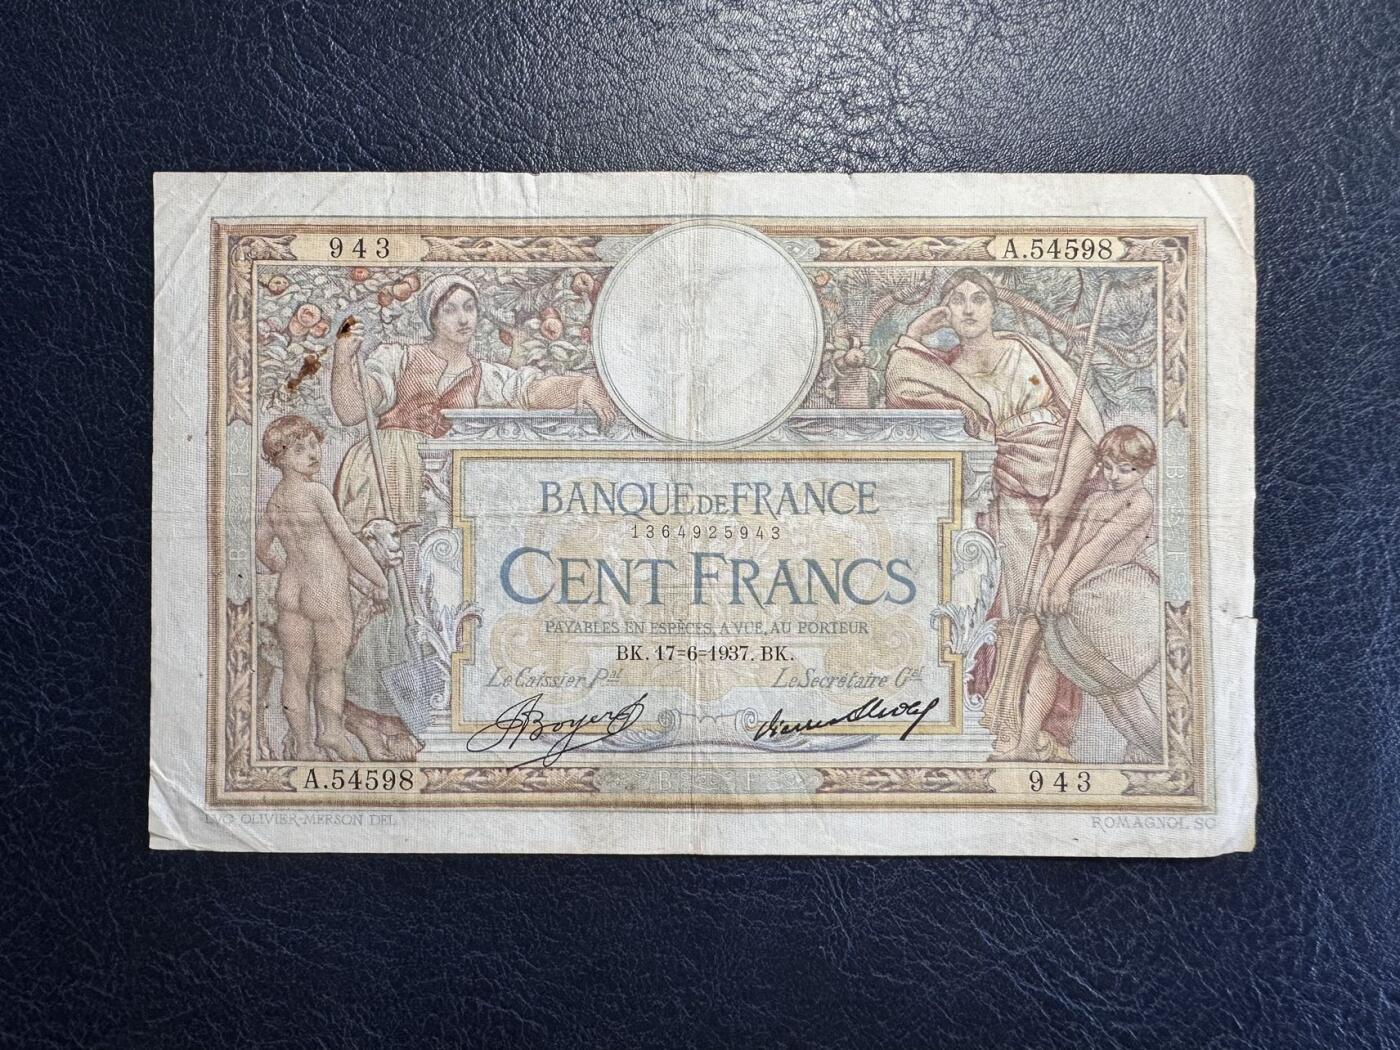 943
A.54598
BANQUE DE FRANCE
1364925943
CENT FRANCS
PAYABLES EN ESPÈCES, A VUE, AU PORTEUR
BK. 17=6=1937. BK.
Le Caissier Pal
Le Secrétaire Gel
A.54598
943
LUC OLIVIER-MERSON DEL
ROMAGNOL SC